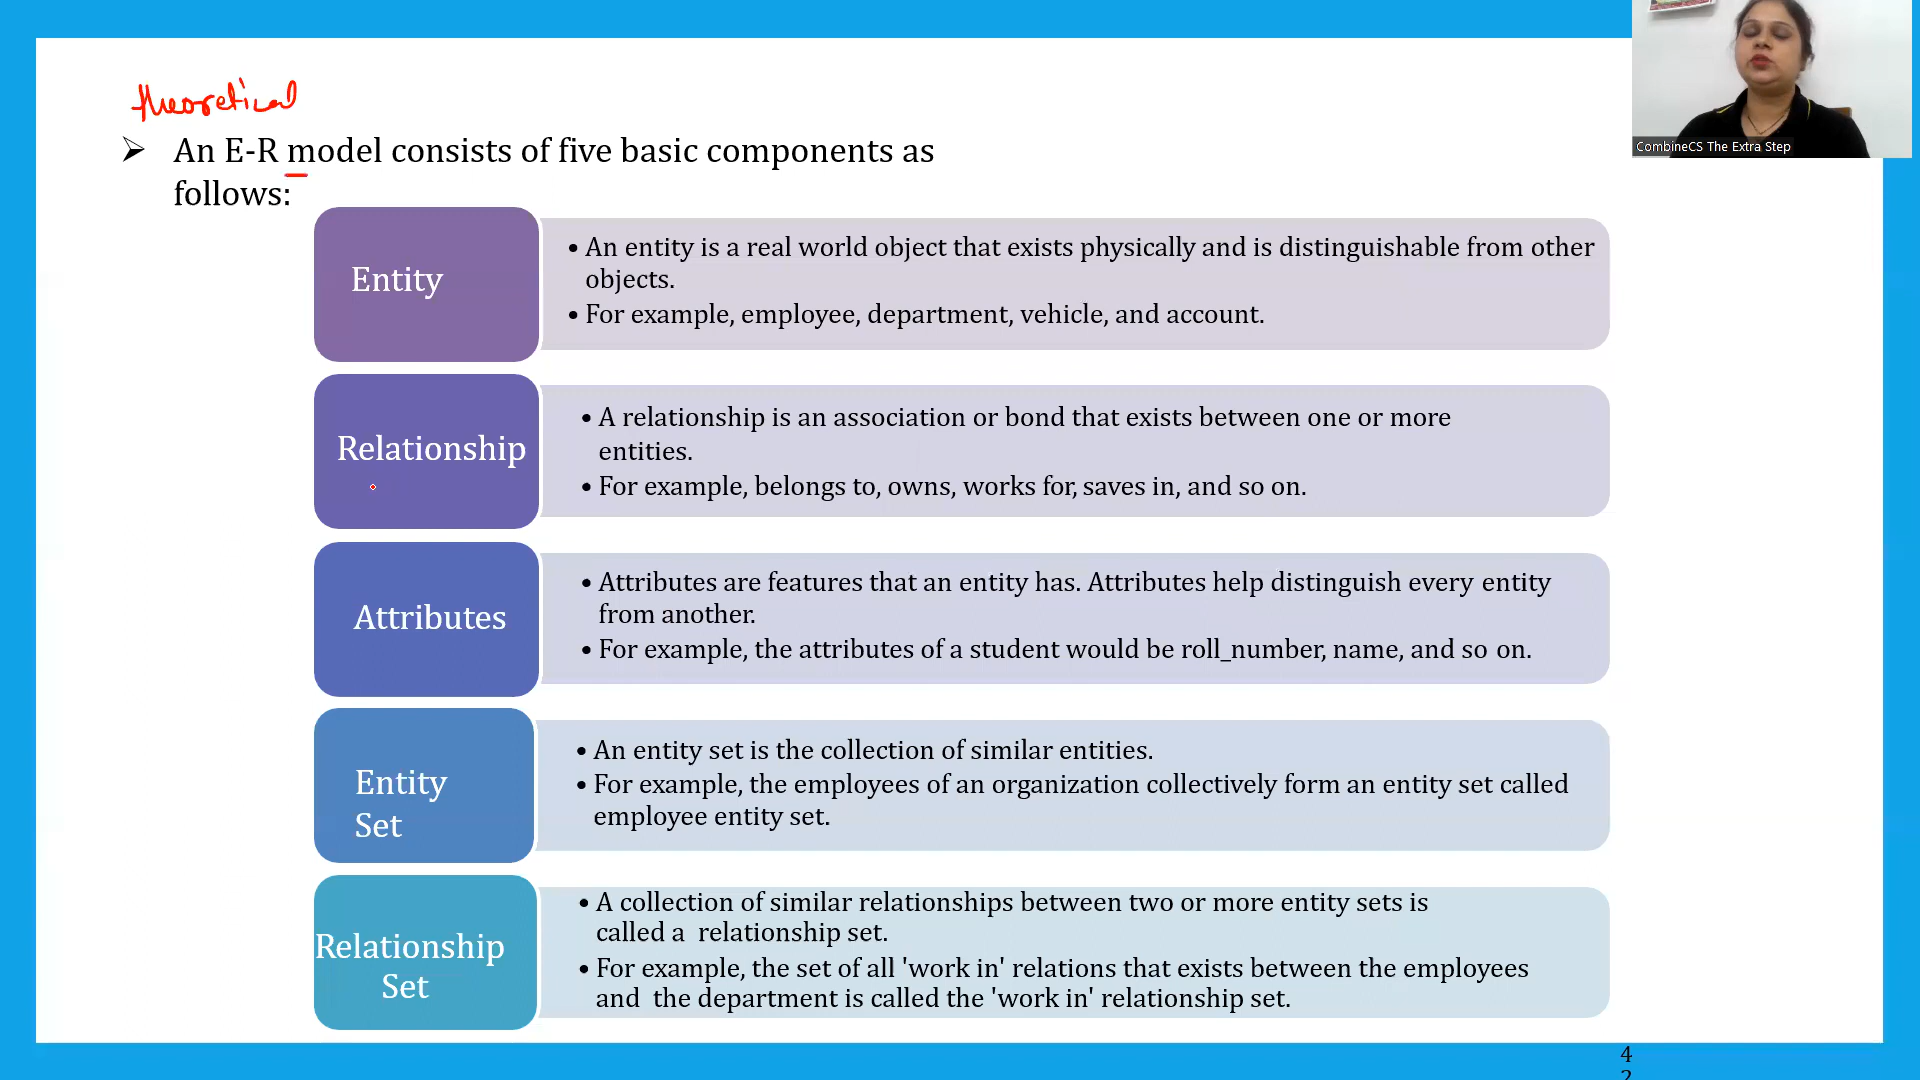 theoretical
➢ An E-R model consists of five basic components as
follows:
Entity
• An entity is a real world object that exists physically and is distinguishable from other
objects.
• For example, employee, department, vehicle, and account.
Relationship
• A relationship is an association or bond that exists between one or more
entities.
• For example, belongs to, owns, works for, saves in, and so on.
Attributes
• Attributes are features that an entity has. Attributes help distinguish every entity
from another.
• For example, the attributes of a student would be roll_number, name, and so on.
Entity
Set
• An entity set is the collection of similar entities.
• For example, the employees of an organization collectively form an entity set called
employee entity set.
Relationship
Set
• A collection of similar relationships between two or more entity sets is
called a relationship set.
• For example, the set of all 'work in' relations that exists between the employees
and the department is called the 'work in' relationship set.
CombineCS The Extra Step
4
2